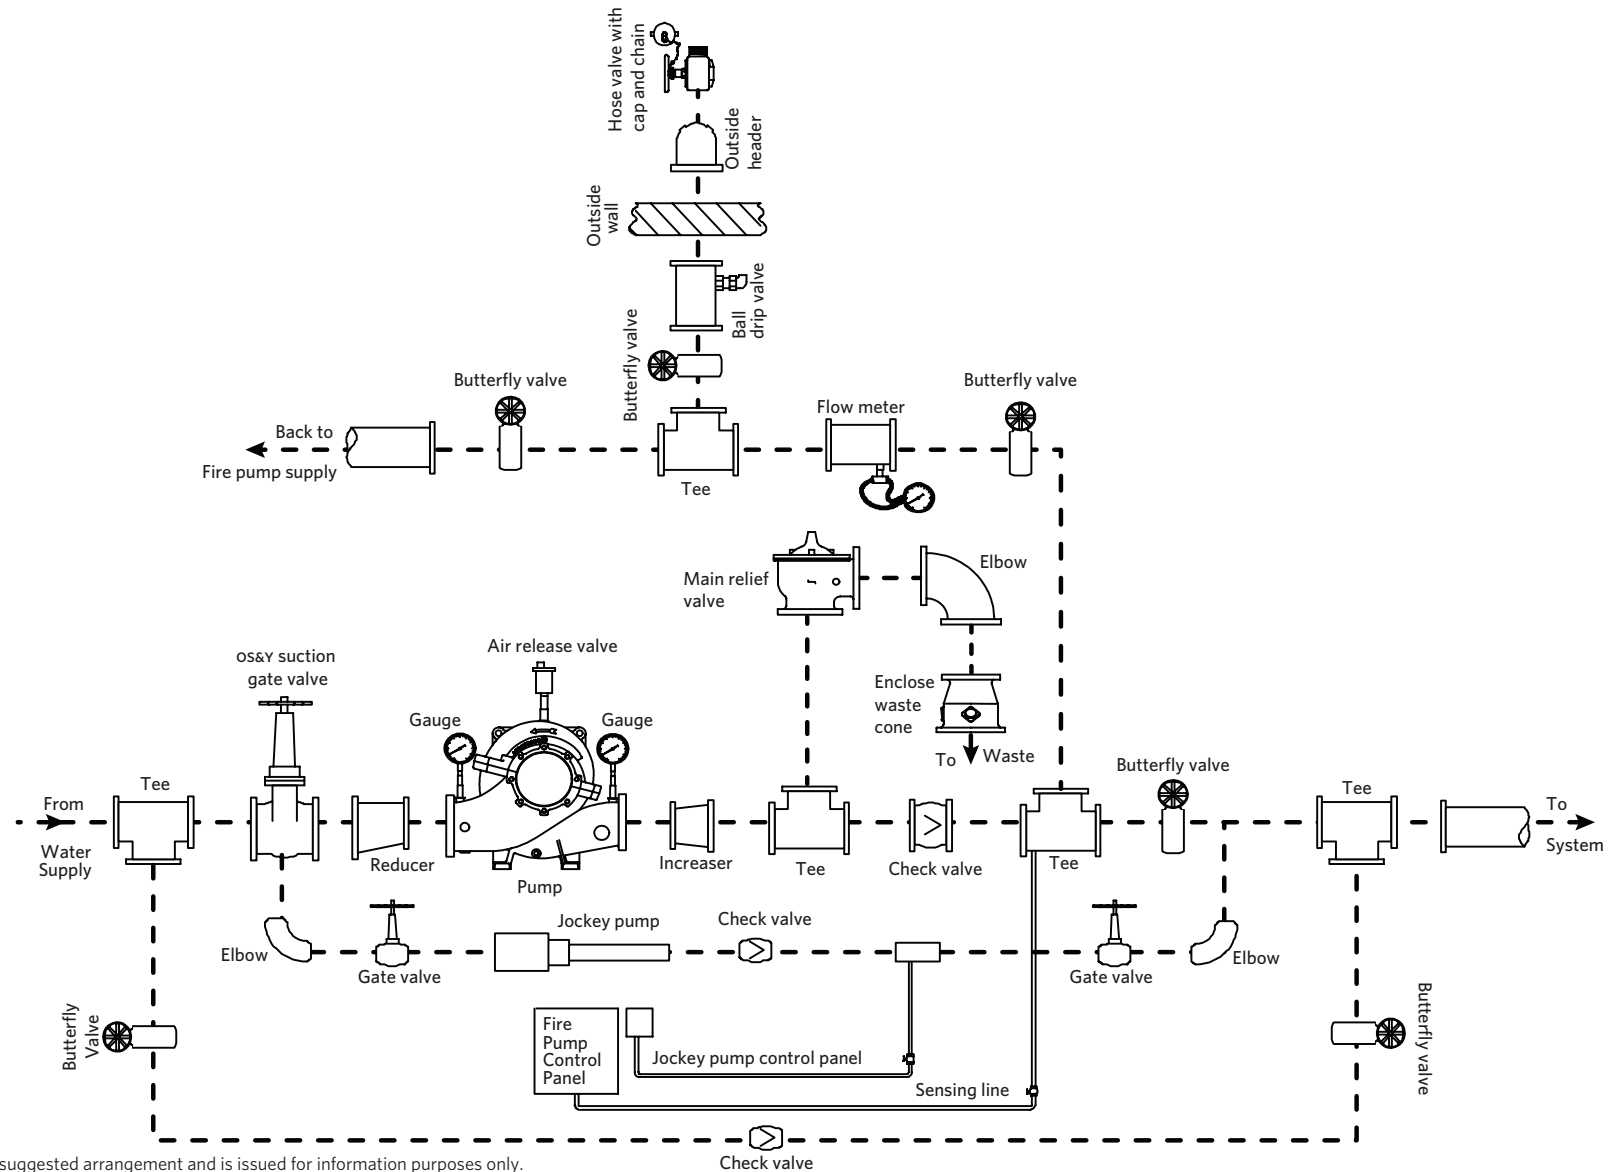 Hose valve with
cap and chain
Outside
header
Outside
wall
Ball
drip valve
Butterfly valve
Butterfly valve
Butterfly valve
Flow meter
Back to
Fire pump supply
Tee
Main relief
valve
Elbow
Enclose
waste
cone
To Waste
OS&Y suction
gate valve
Air release valve
Gauge
Gauge
Tee
From
Water
Supply
Reducer
Pump
Increaser
Tee
Check valve
Tee
Butterfly valve
Tee
To
System
Elbow
Gate valve
Jockey pump
Check valve
Gate valve
Elbow
Butterfly
Valve
Fire
Pump
Control
Panel
Jockey pump control panel
Sensing line
Butterfly valve
Check valve
suggested arrangement and is issued for information purposes only.